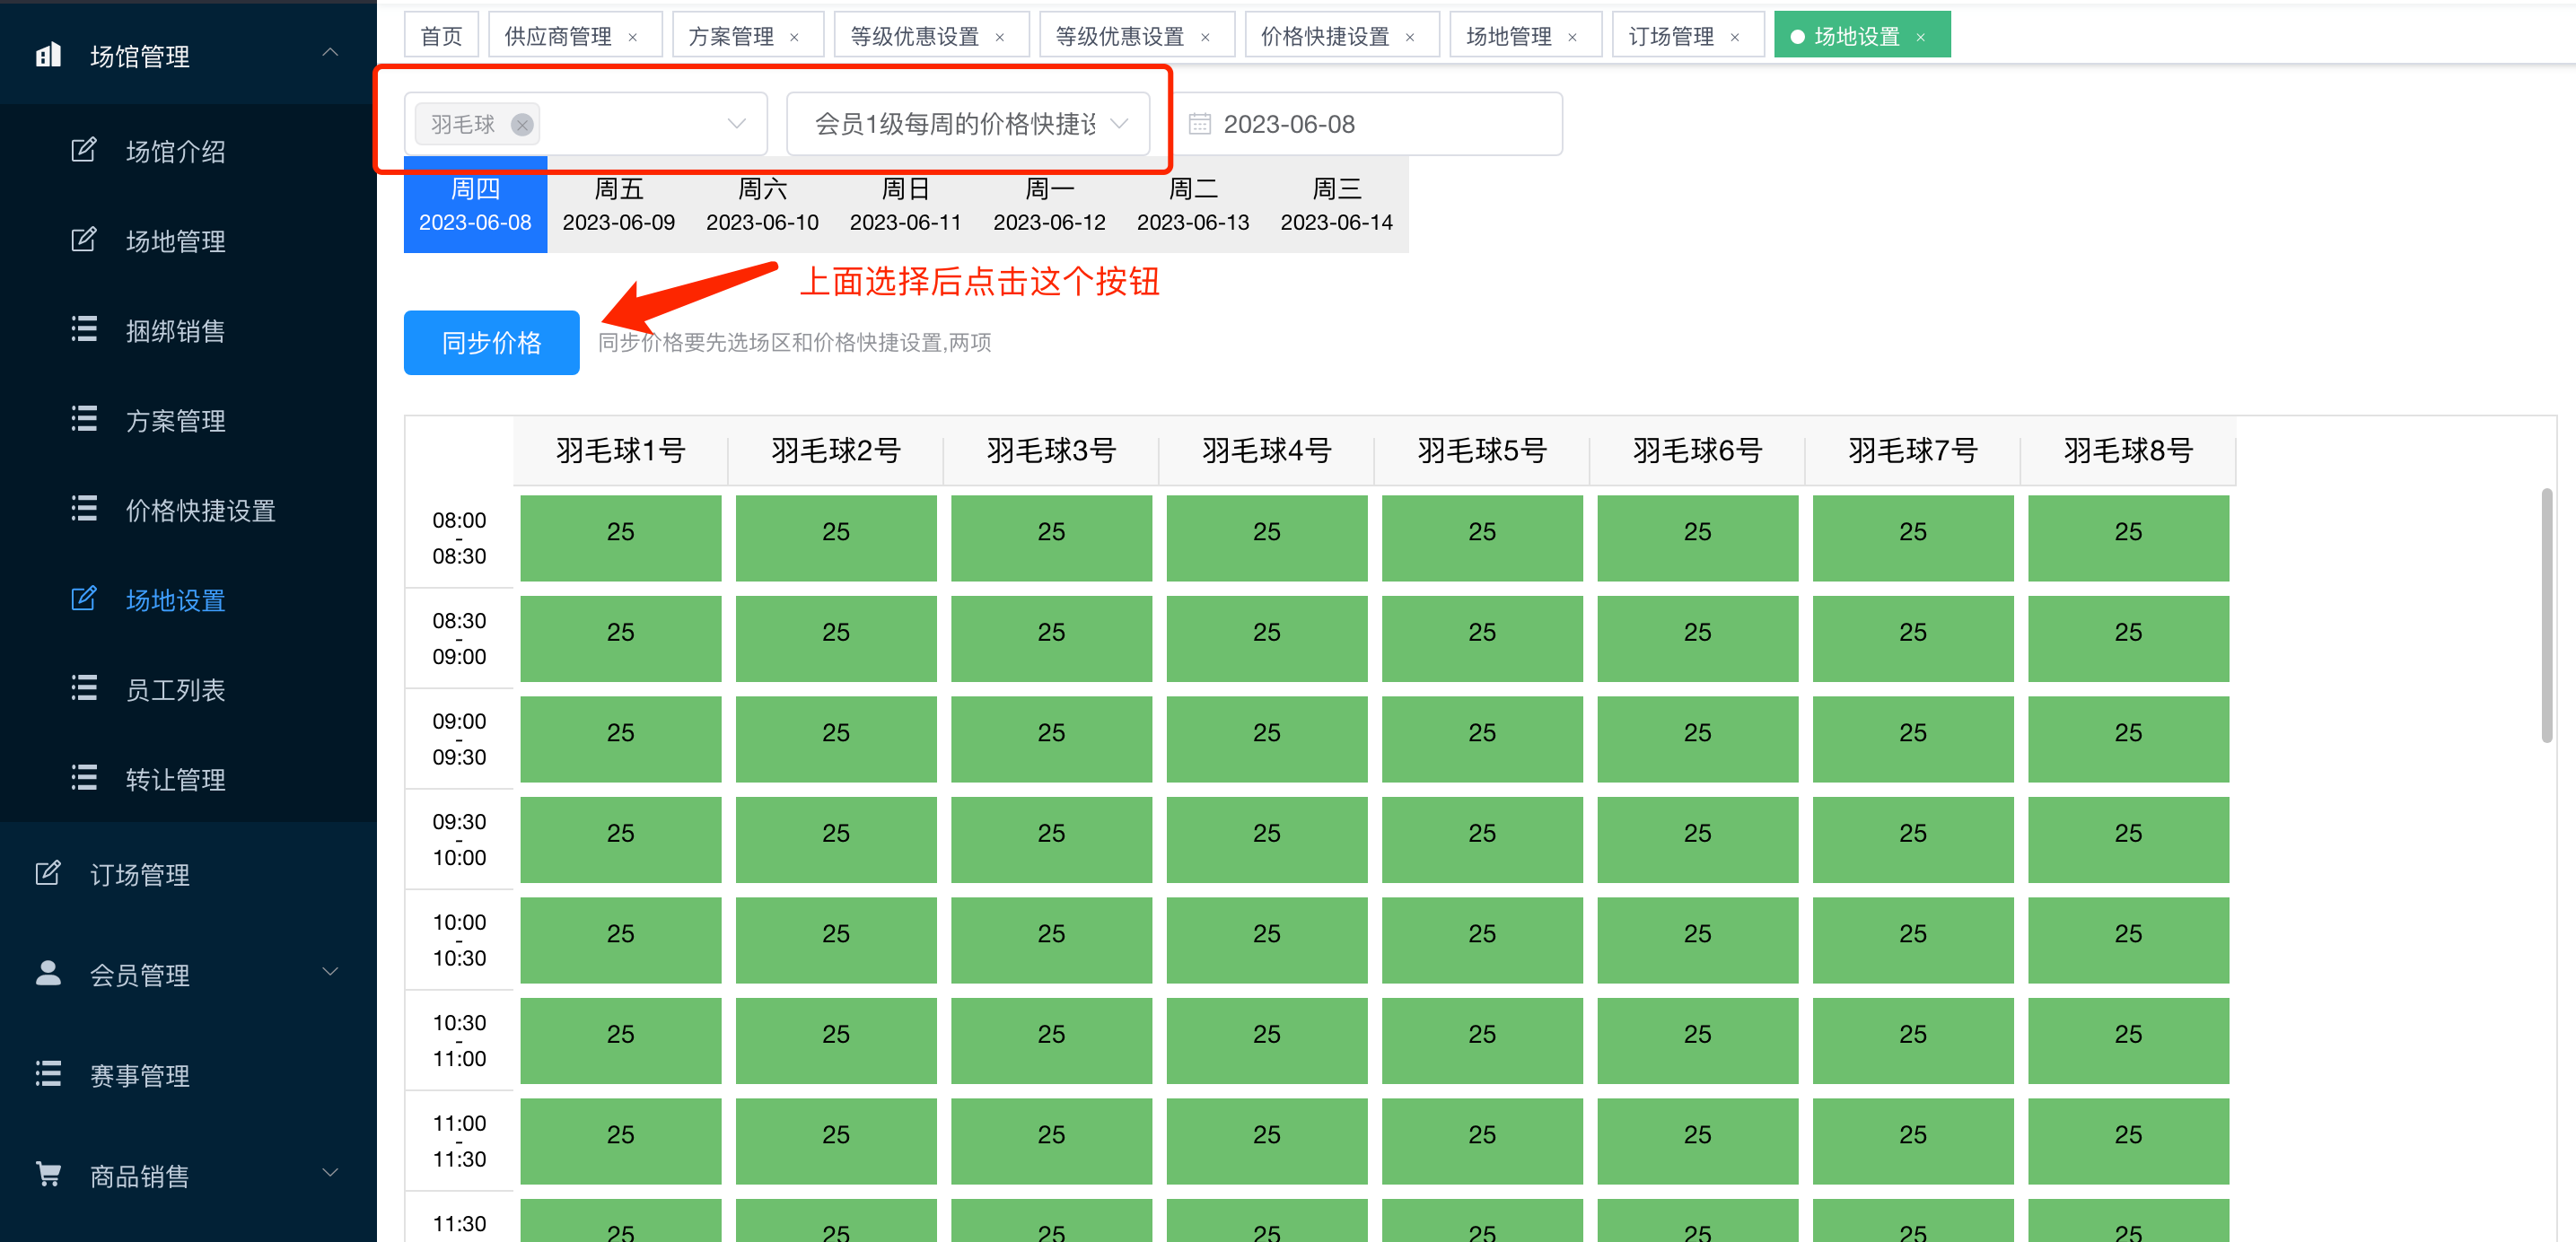 场馆管理
场馆介绍
场地管理
捆绑销售
方案管理
价格快捷设置
场地设置
员工列表
转让管理
订场管理
会员管理
赛事管理
商品销售
首页 供应商管理 × 方案管理 × 等级优惠设置 × 等级优惠设置 × 价格快捷设置 × 场地管理 × 订场管理 × 场地设置 ×
羽毛球 会员1级每周的价格快捷设 2023-06-08
周四 周五 周六 周日 周一 周二 周三
2023-06-08 2023-06-09 2023-06-10 2023-06-11 2023-06-12 2023-06-13 2023-06-14
上面选择后点击这个按钮
同步价格 同步价格要先选场区和价格快捷设置,两项
羽毛球1号 羽毛球2号 羽毛球3号 羽毛球4号 羽毛球5号 羽毛球6号 羽毛球7号 羽毛球8号
08:00
-
08:30
25 25 25 25 25 25 25 25
08:30
-
09:00
25 25 25 25 25 25 25 25
09:00
-
09:30
25 25 25 25 25 25 25 25
09:30
-
10:00
25 25 25 25 25 25 25 25
10:00
-
10:30
25 25 25 25 25 25 25 25
10:30
-
11:00
25 25 25 25 25 25 25 25
11:00
-
11:30
25 25 25 25 25 25 25 25
11:30
25 25 25 25 25 25 25 25